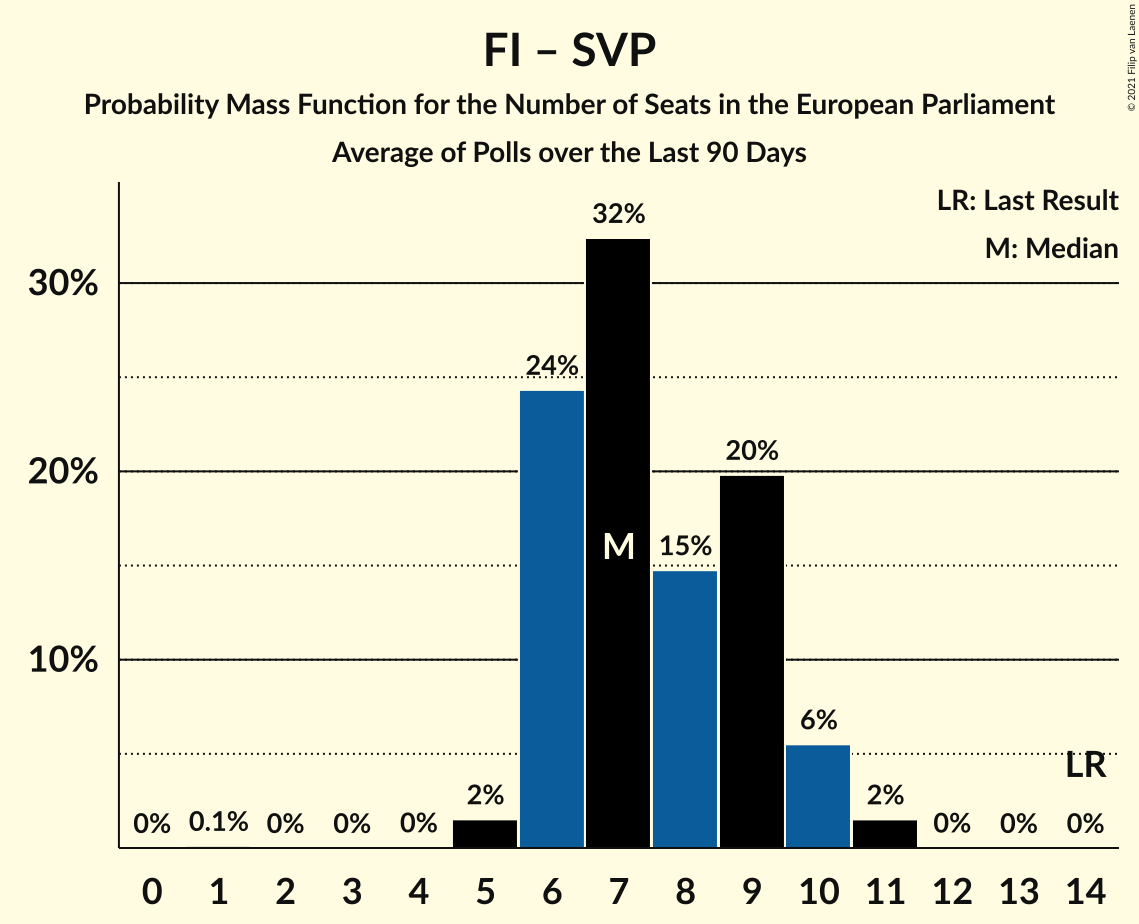 FI – SVP
Probability Mass Function for the Number of Seats in the European Parliament
Average of Polls over the Last 90 Days
© 2021 Filip van Laenen
LR: Last Result
M: Median
30%
20%
10%
0%
0.1%
0%
0%
0%
2%
24%
32%
15%
20%
6%
2%
0%
0%
0%
M
LR
0 1 2 3 4 5 6 7 8 9 10 11 12 13 14